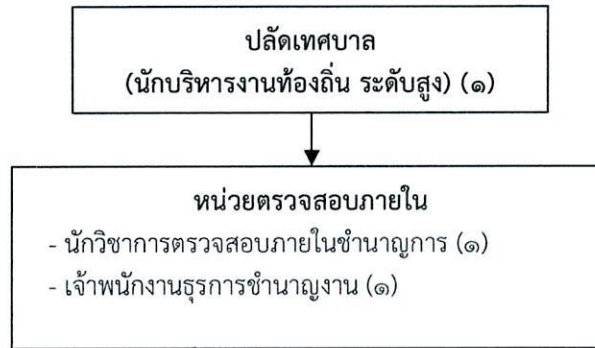 ปลัดเทศบาล
(นักบริหารงานท้องถิ่น ระดับสูง) (๑)
หน่วยตรวจสอบภายใน
- นักวิชาการตรวจสอบภายในชำนาญการ (๑)
- เจ้าพนักงานธุรการชำนาญงาน (๑)